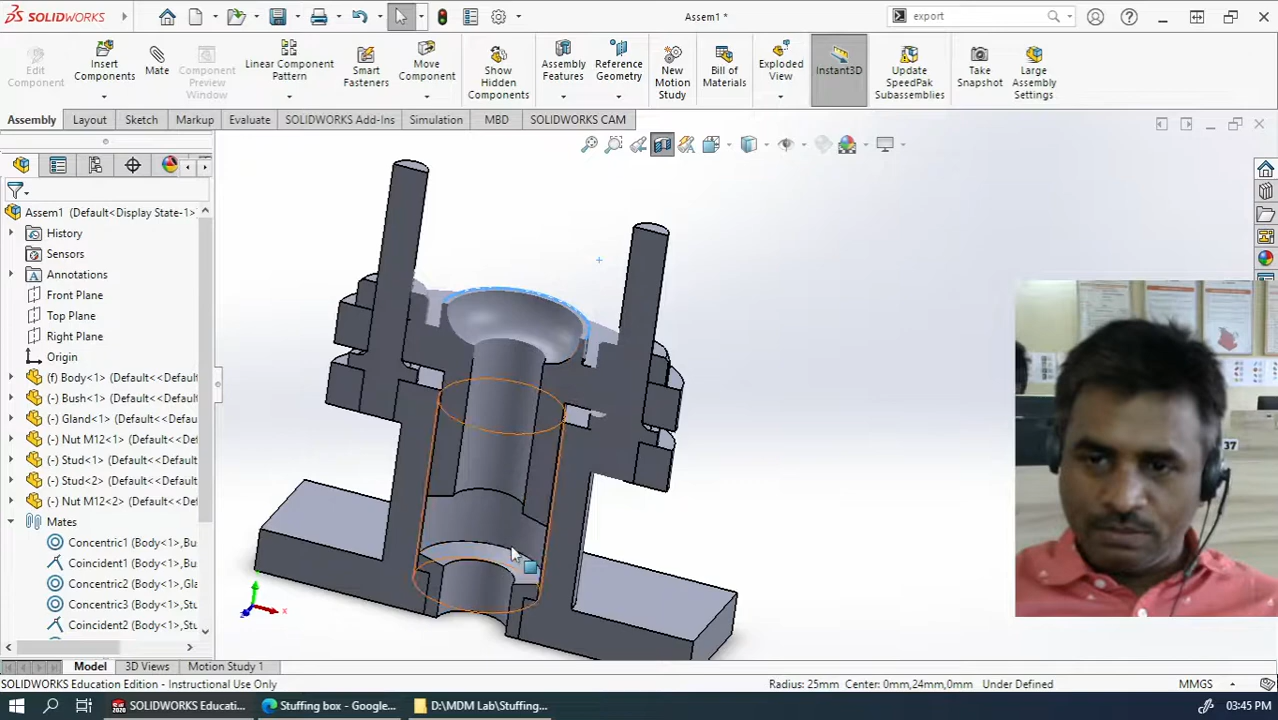 SOLIDWORKS
Assem1 *
export
Edit Component
Insert Components
Mate
Component Preview Window
Linear Component Pattern
Smart Fasteners
Move Component
Show Hidden Components
Assembly Features
Reference Geometry
New Motion Study
Bill of Materials
Exploded View
Instant3D
Update SpeedPak Subassemblies
Take Snapshot
Large Assembly Settings
Assembly
Layout
Sketch
Markup
Evaluate
SOLIDWORKS Add-Ins
Simulation
MBD
SOLIDWORKS CAM
Assem1 (Default<Display State-1>
History
Sensors
Annotations
Front Plane
Top Plane
Right Plane
Origin
(f) Body<1> (Default<<Default
(-) Bush<1> (Default<<Default
(-) Gland<1> (Default<<Defaul
(-) Nut M12<1> (Default<<Def
(-) Stud<1> (Default<<Default
(-) Stud<2> (Default<<Default
(-) Nut M12<2> (Default<<Def
Mates
Concentric1 (Body<1>,Bu
Coincident1 (Body<1>,B
Concentric2 (Body<1>,Gl
Concentric3 (Body<1>,Stu
Coincident2 (Body<1>,S
37
Model
3D Views
Motion Study 1
SOLIDWORKS Education Edition - Instructional Use Only
Radius: 25mm Center: 0mm,24mm,0mm
Under Defined
MMGS
SOLIDWORKS Educati...
Stuffing box - Google...
D:\MDM Lab\Stuffing...
03:45 PM